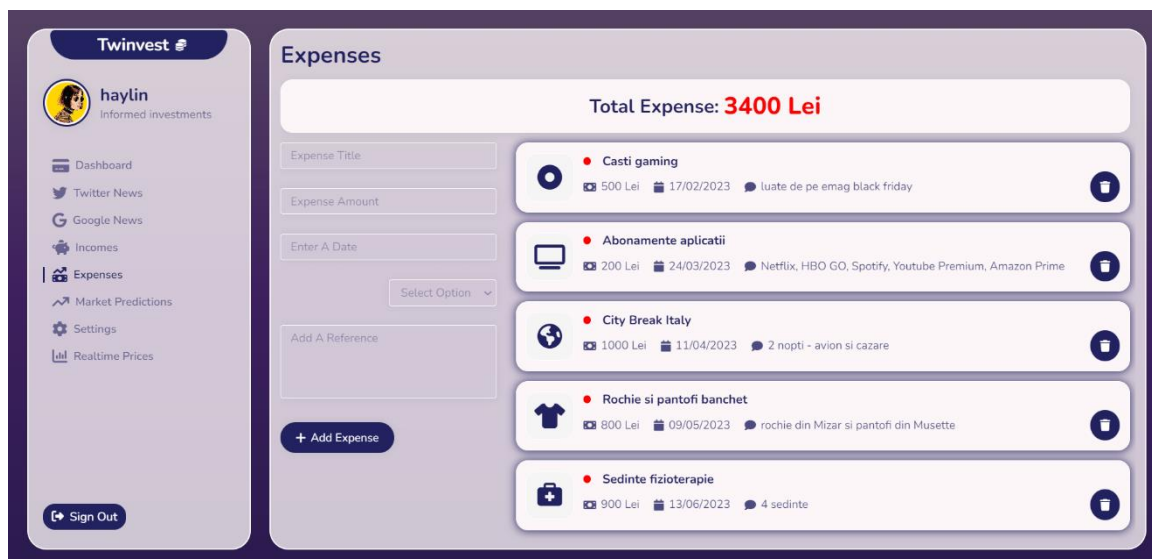 Twinvest
haylin
Informed investments
Dashboard
Twitter News
Google News
Incomes
Expenses
Market Predictions
Settings
Realtime Prices
Sign Out
Expenses
Total Expense: 3400 Lei
Expense Title
Expense Amount
Enter A Date
Select Option
Add A Reference
+ Add Expense
Casti gaming
500 Lei 17/02/2023 luate de pe emag black friday
Abonamente aplicatii
200 Lei 24/03/2023 Netflix, HBO GO, Spotify, Youtube Premium, Amazon Prime
City Break Italy
1000 Lei 11/04/2023 2 nopti - avion si cazare
Rochie si pantofi banchet
800 Lei 09/05/2023 rochie din Mizar si pantofi din Musette
Sedinte fizioterapie
900 Lei 13/06/2023 4 sedinte